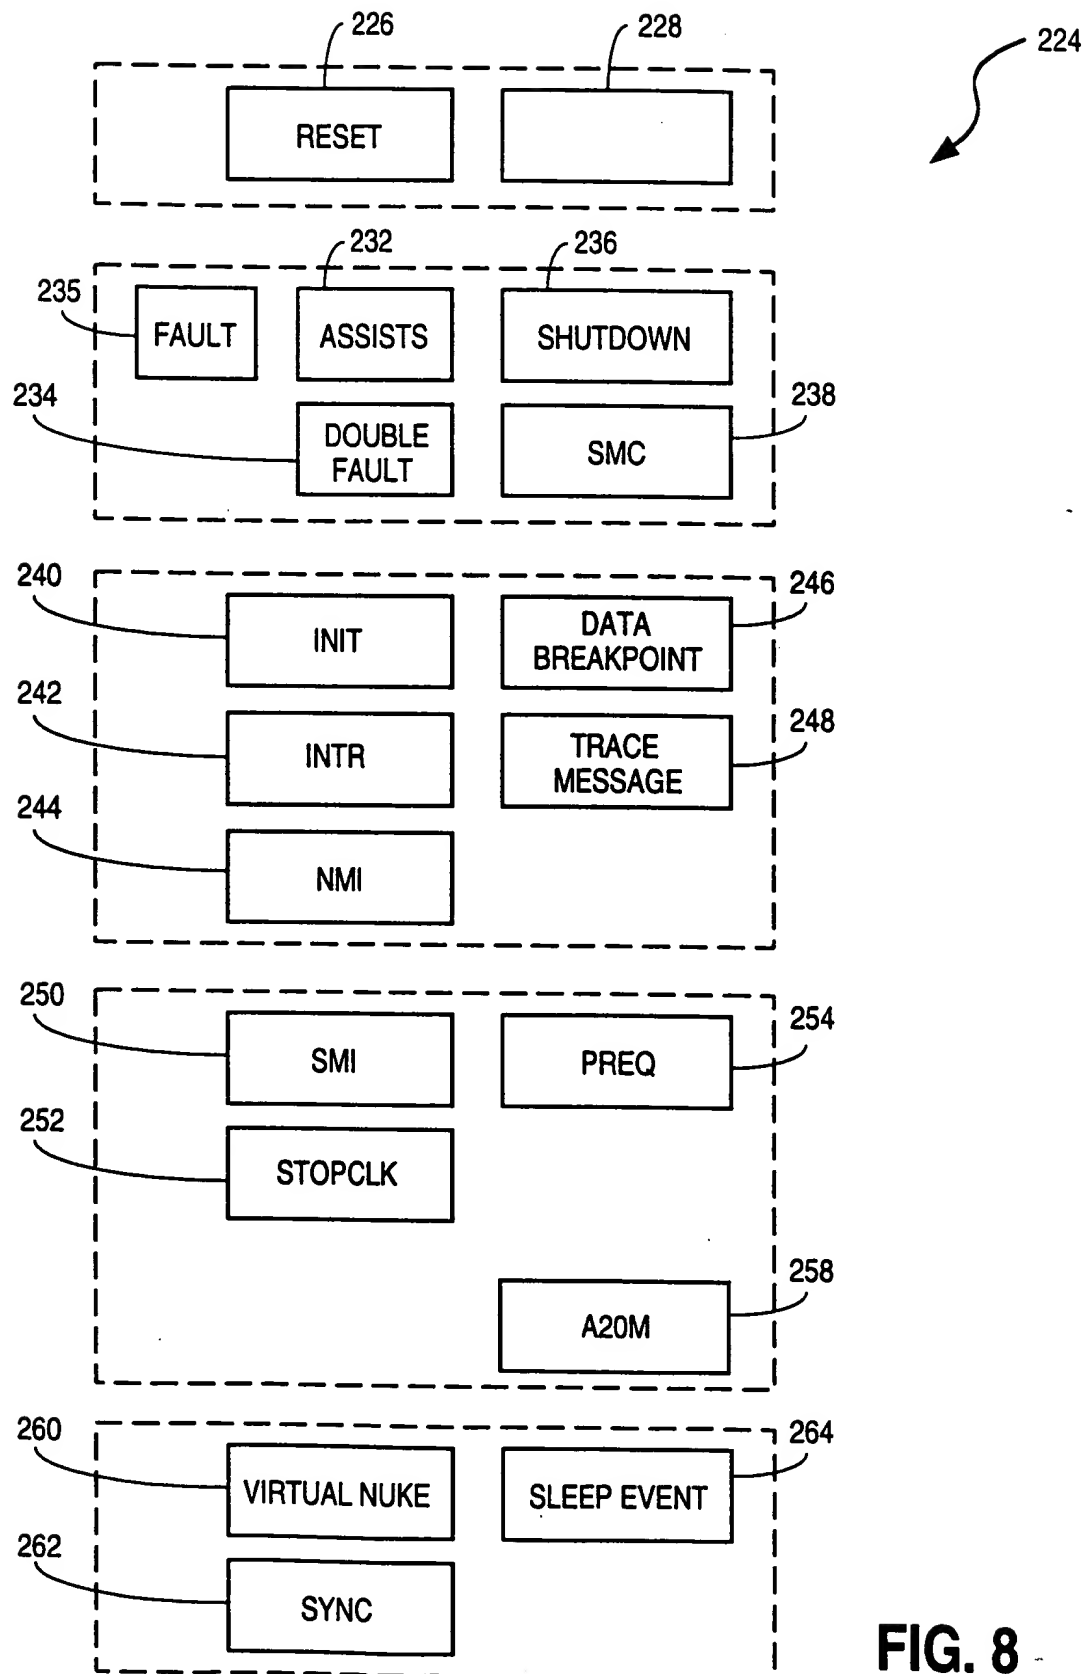 226
228
224
RESET
232
236
235
FAULT
ASSISTS
SHUTDOWN
234
238
DOUBLE
FAULT
SMC
240
246
INIT
DATA
BREAKPOINT
242
248
INTR
TRACE
MESSAGE
244
NMI
250
254
SMI
PREQ
252
STOPCLK
258
A20M
260
264
VIRTUAL NUKE
SLEEP EVENT
262
SYNC
FIG. 8